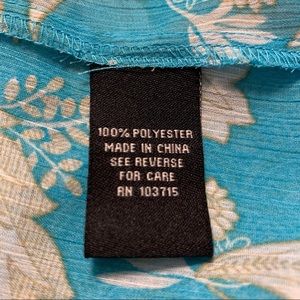 100% POLYESTER
MADE IN CHINA
SEE REVERSE
FOR CARE
RN 103715